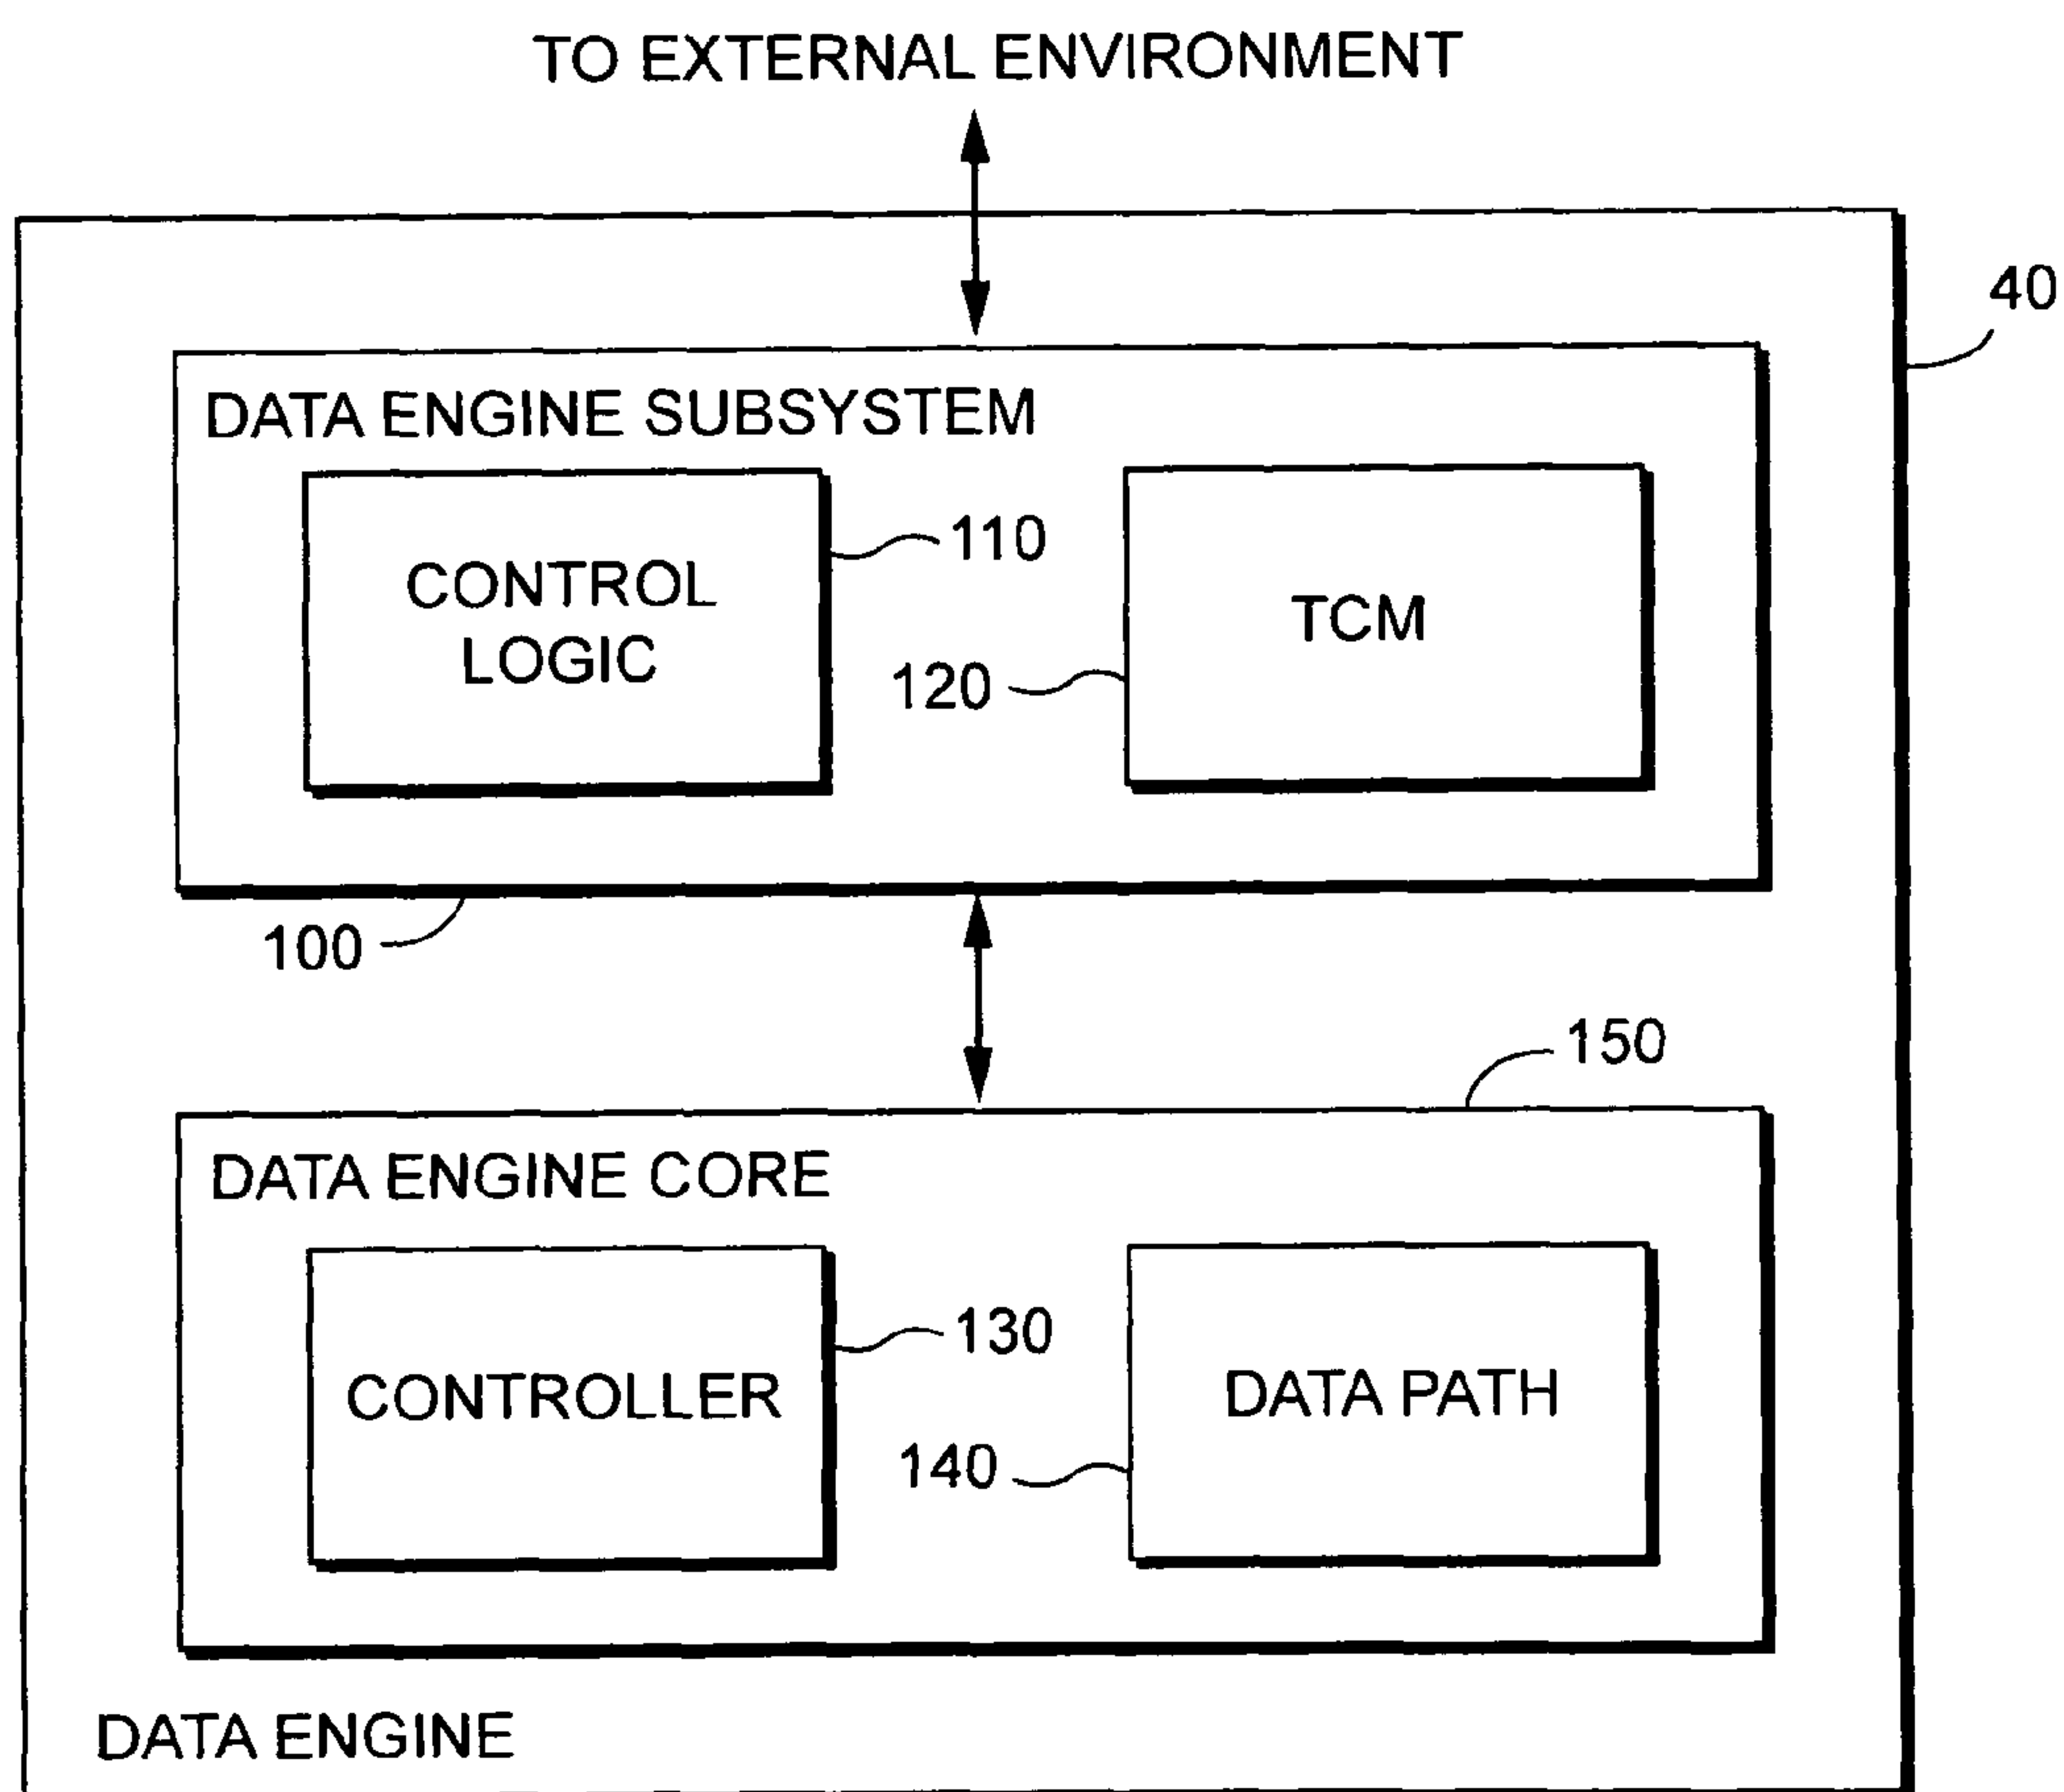 TO EXTERNAL ENVIRONMENT
40
DATA ENGINE SUBSYSTEM
110
CONTROL
LOGIC
TCM
120
100
150
DATA ENGINE CORE
130
CONTROLLER
DATA PATH
140
DATA ENGINE